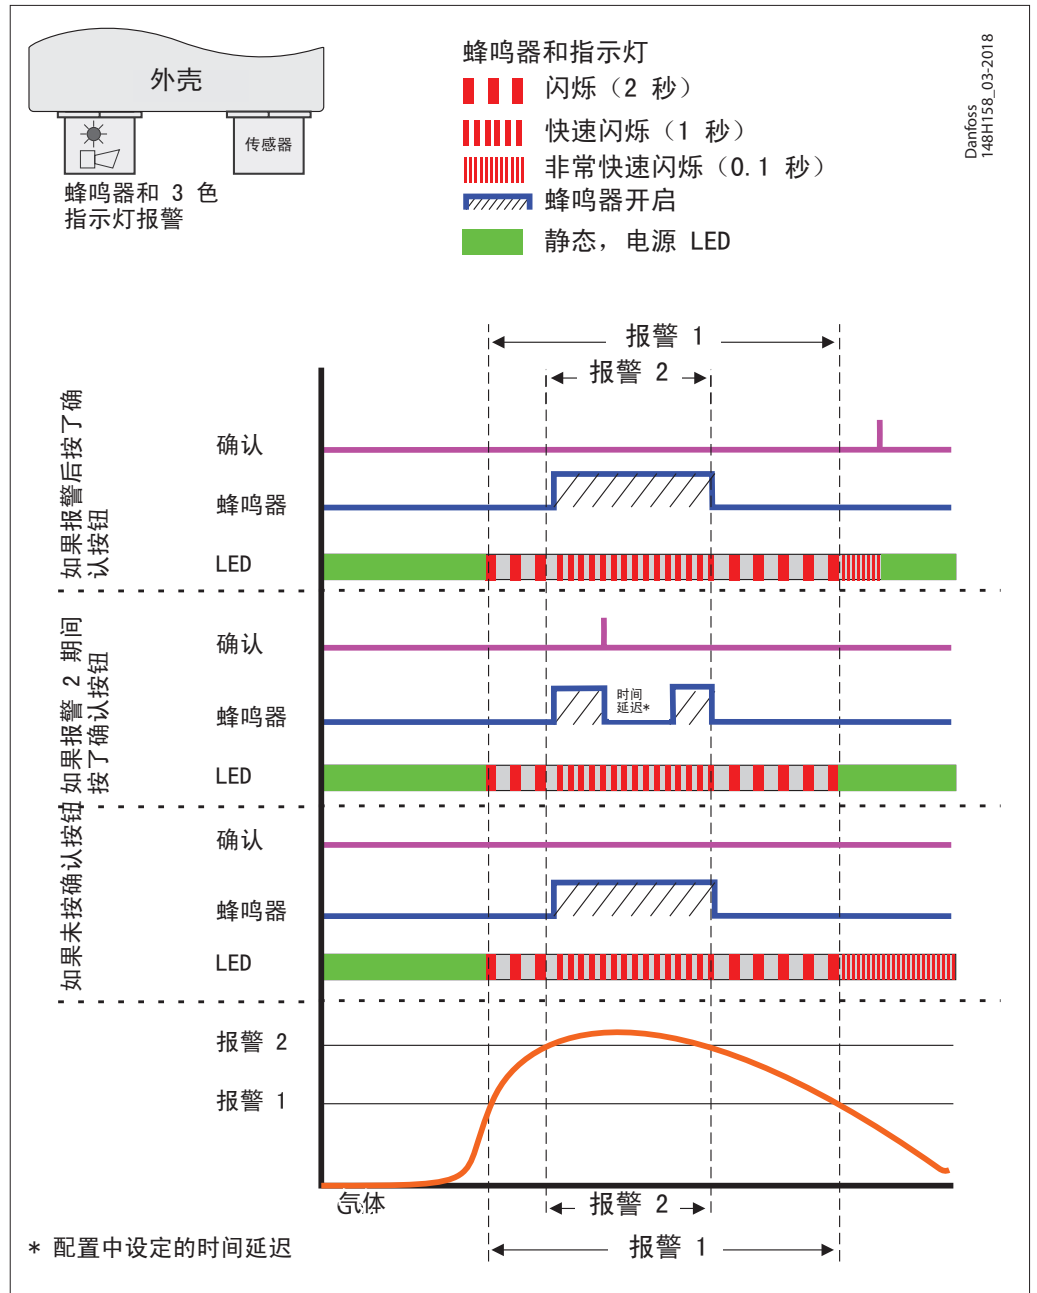 外壳
传感器
蜂鸣器和 3 色
指示灯报警
蜂鸣器和指示灯
闪烁（2 秒）
快速闪烁（1 秒）
非常快速闪烁（0.1 秒）
蜂鸣器开启
静态，电源 LED
Danfoss
148H158_03-2018
报警 1
报警 2
如果报警后按了确
认按钮
确认
蜂鸣器
LED
如果报警 2 期间
按了确认按钮
确认
蜂鸣器
时间
延迟*
LED
如果未按确认按钮
确认
蜂鸣器
LED
报警 2
报警 1
气体
报警 2
报警 1
* 配置中设定的时间延迟